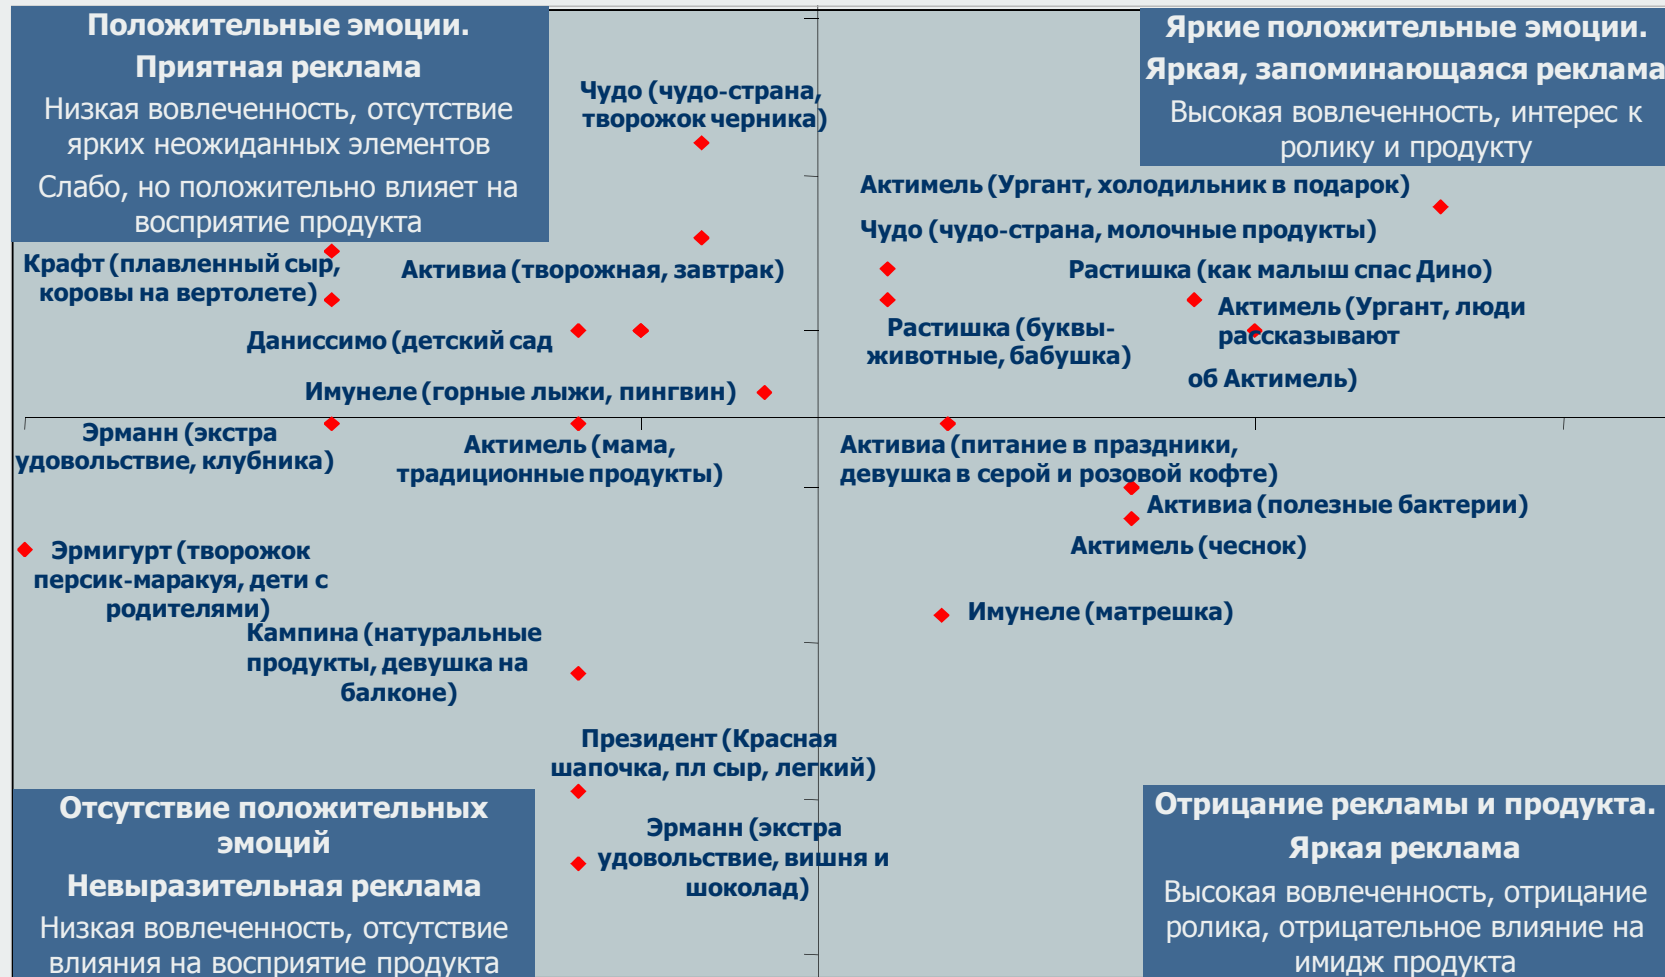 Положительные эмоции.
Приятная реклама
Низкая вовлеченность, отсутствие
ярких неожиданных элементов
Слабо, но положительно влияет на
восприятие продукта
Яркие положительные эмоции.
Яркая, запоминающаяся реклама
Высокая вовлеченность, интерес к
ролику и продукту
Чудо (чудо-страна,
творожок черника)
Актимель (Ургант, холодильник в подарок)
Чудо (чудо-страна, молочные продукты)
Крафт (плавленный сыр,
коровы на вертолете)
Активиа (творожная, завтрак)
Растишка (как малыш спас Дино)
Даниссимо (детский сад
Растишка (буквы-
животные, бабушка)
Актимель (Ургант, люди
рассказывают
об Актимель)
Имунеле (горные лыжи, пингвин)
Эрманн (экстра
удовольствие, клубника)
Актимель (мама,
традиционные продукты)
Активиа (питание в праздники,
девушка в серой и розовой кофте)
Активиа (полезные бактерии)
Актимель (чеснок)
Эрмигурт (творожок
персик-маракуя, дети с
родителями)
Имунеле (матрешка)
Кампина (натуральные
продукты, девушка на
балконе)
Президент (Красная
шапочка, пл сыр, легкий)
Эрманн (экстра
удовольствие, вишня и
шоколад)
Отсутствие положительных
эмоций
Невыразительная реклама
Низкая вовлеченность, отсутствие
влияния на восприятие продукта
Отрицание рекламы и продукта.
Яркая реклама
Высокая вовлеченность, отрицание
ролика, отрицательное влияние на
имидж продукта